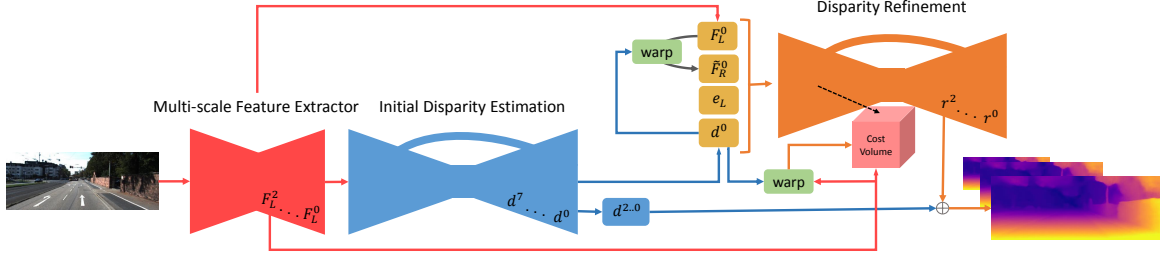 Disparity Refinement
F_L^0
warp
F̃_R^0
e_L
d^0
Multi-scale Feature Extractor
Initial Disparity Estimation
r^2 . . . r^0
Cost
Volume
warp
F_L^2 . . . F_L^0
d^7 . . . d^0
d^{2..0}